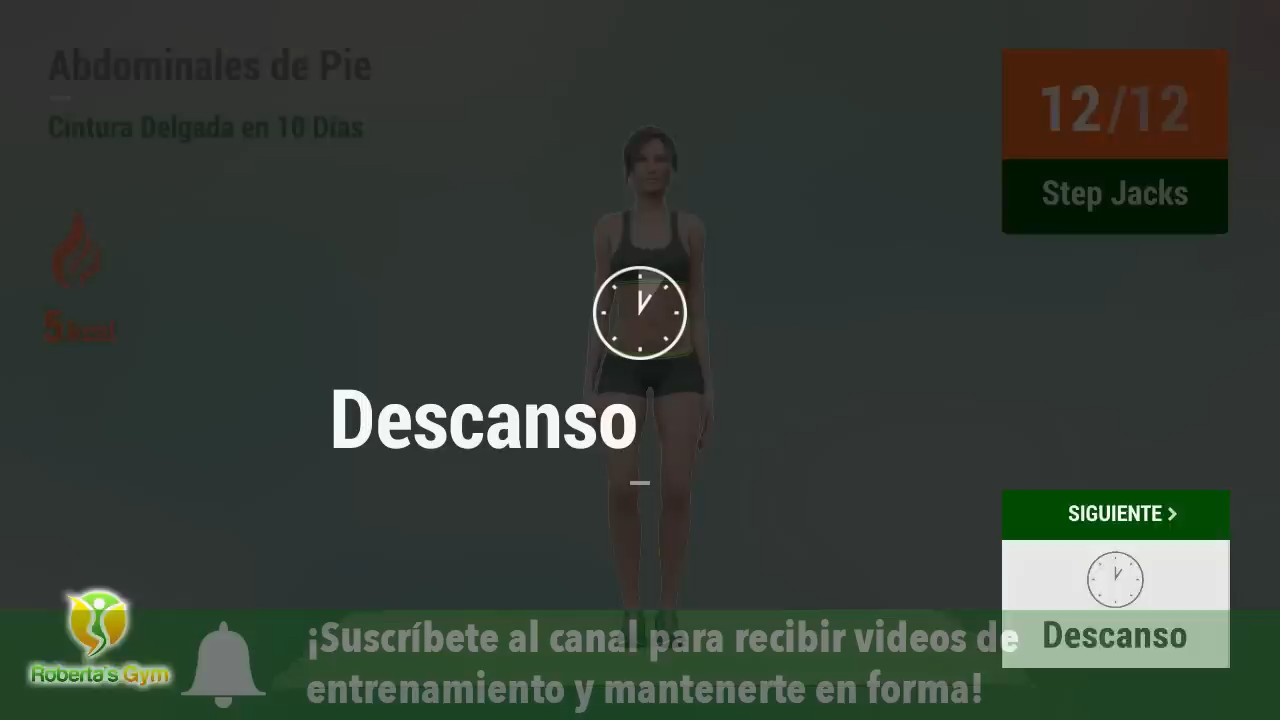 Abdominales de Pie
Cintura Delgada en 10 Días
12/12
Step Jacks
5 kcal
Descanso
SIGUIENTE >
Descanso
¡Suscríbete al canal para recibir videos de
entrenamiento y mantenerte en forma!
Roberta's Gym